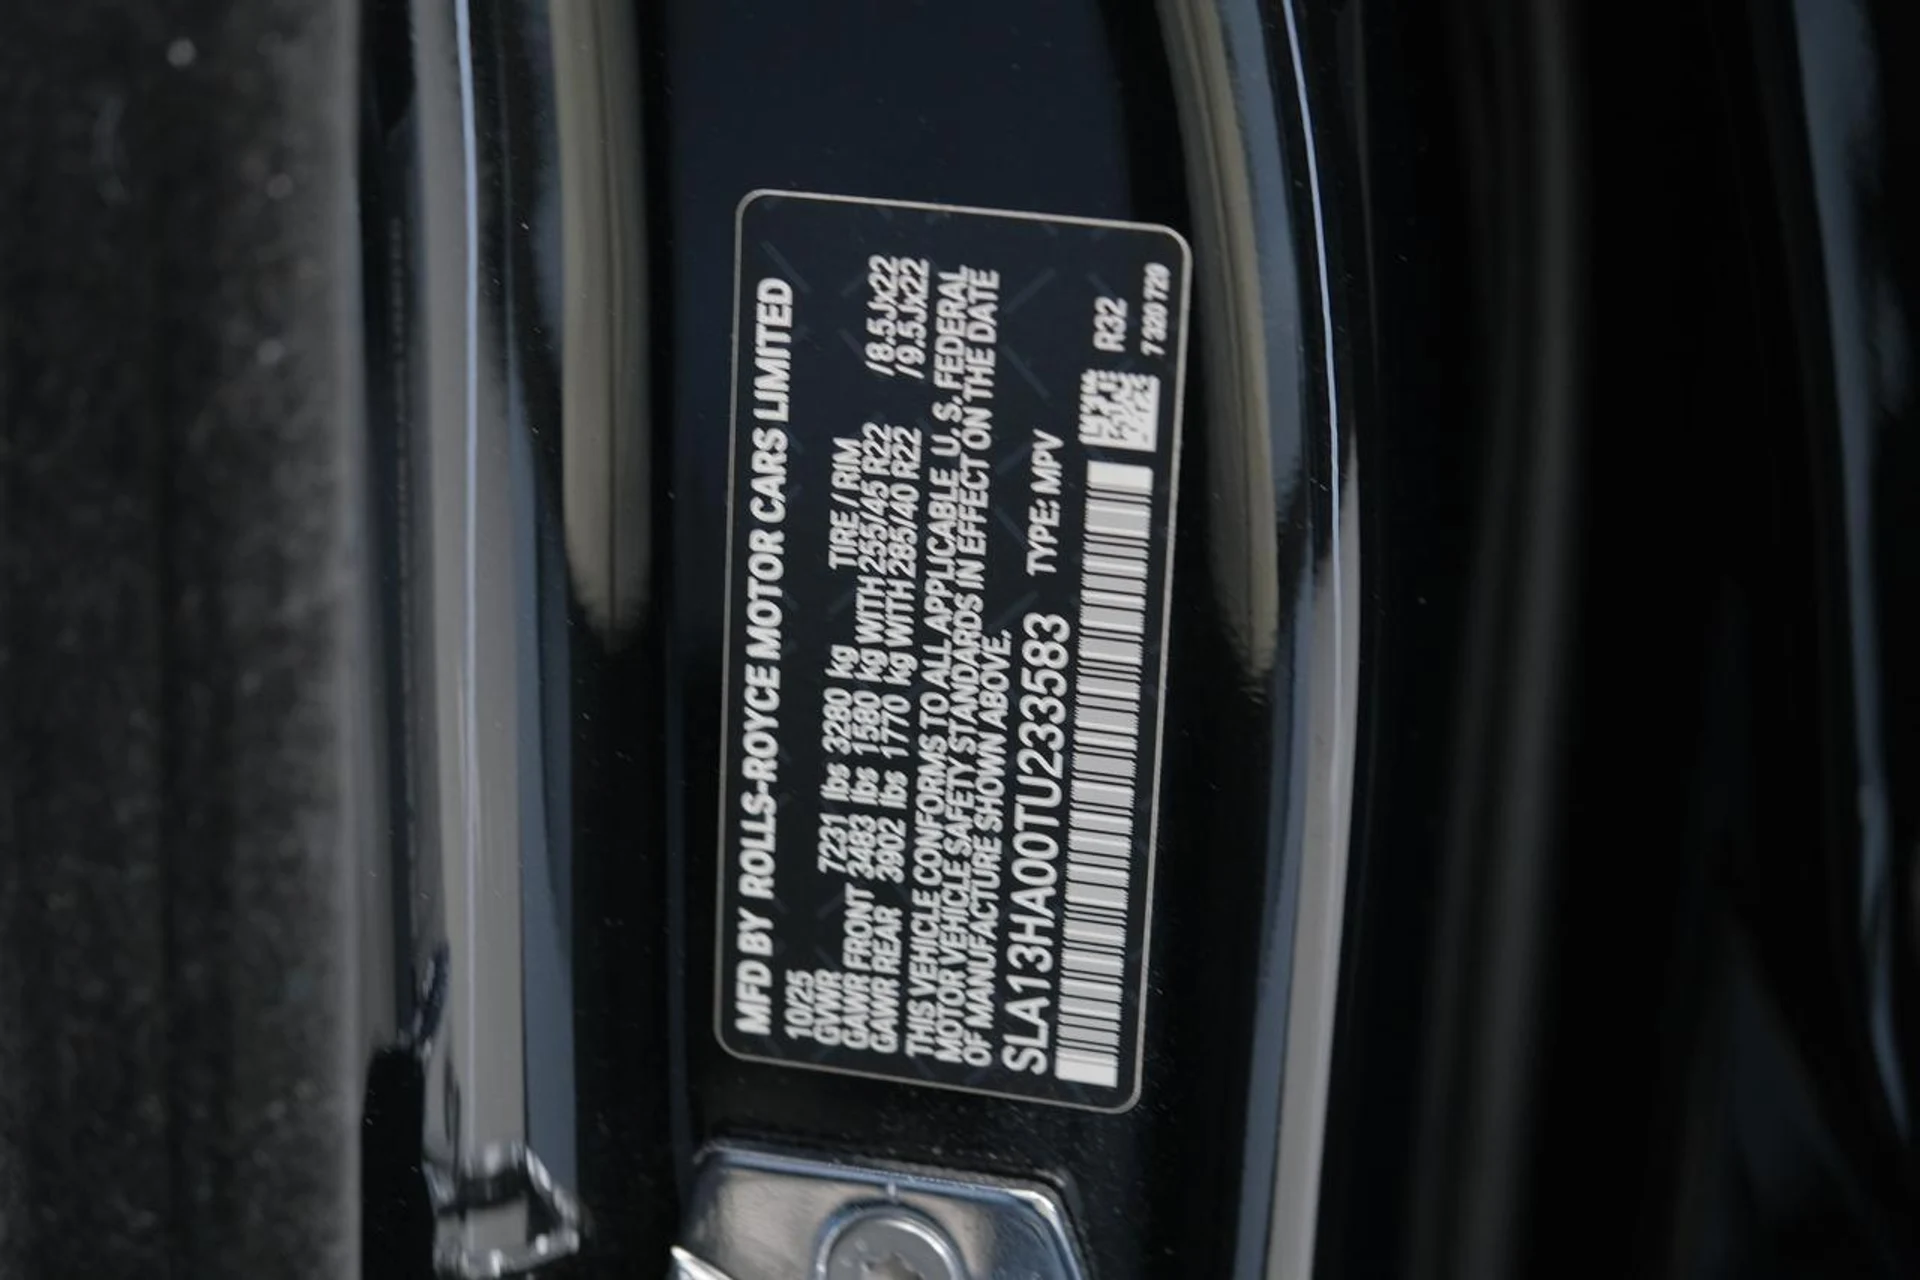 MFD BY ROLLS-ROYCE MOTOR CARS LIMITED
10/25
GVWR 7231 lbs 3280 kg TIRE / RIM
GAWR FRONT 3483 lbs 1580 kg WITH 255/45 R22 / 8.5Jx22
GAWR REAR 3902 lbs 1770 kg WITH 285/40 R22 / 9.5Jx22
THIS VEHICLE CONFORMS TO ALL APPLICABLE U.S. FEDERAL
MOTOR VEHICLE SAFETY STANDARDS IN EFFECT ON THE DATE
OF MANUFACTURE SHOWN ABOVE.
SLA13HA00TU233583 TYPE: MPV
R32
7 320 729